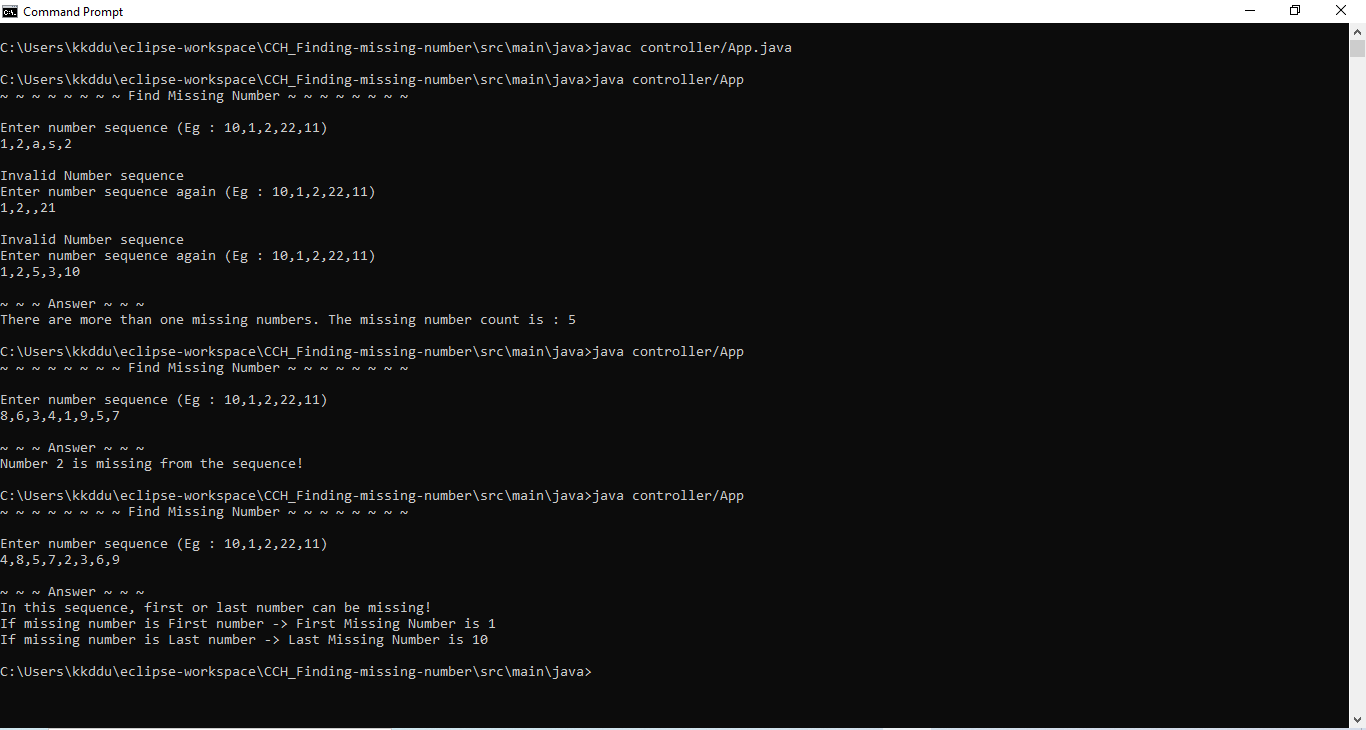 Command Prompt
C:\Users\kkddu\eclipse-workspace\CCH_Finding-missing-number\src\main\java>javac controller/App.java
C:\Users\kkddu\eclipse-workspace\CCH_Finding-missing-number\src\main\java>java controller/App
~ ~ ~ ~ ~ ~ ~ ~ Find Missing Number ~ ~ ~ ~ ~ ~ ~ ~
Enter number sequence (Eg : 10,1,2,22,11)
1,2,a,s,2
Invalid Number sequence
Enter number sequence again (Eg : 10,1,2,22,11)
1,2,,21
Invalid Number sequence
Enter number sequence again (Eg : 10,1,2,22,11)
1,2,5,3,10
~ ~ ~ Answer ~ ~ ~
There are more than one missing numbers. The missing number count is : 5
C:\Users\kkddu\eclipse-workspace\CCH_Finding-missing-number\src\main\java>java controller/App
~ ~ ~ ~ ~ ~ ~ ~ Find Missing Number ~ ~ ~ ~ ~ ~ ~ ~
Enter number sequence (Eg : 10,1,2,22,11)
8,6,3,4,1,9,5,7
~ ~ ~ Answer ~ ~ ~
Number 2 is missing from the sequence!
C:\Users\kkddu\eclipse-workspace\CCH_Finding-missing-number\src\main\java>java controller/App
~ ~ ~ ~ ~ ~ ~ ~ Find Missing Number ~ ~ ~ ~ ~ ~ ~ ~
Enter number sequence (Eg : 10,1,2,22,11)
4,8,5,7,2,3,6,9
~ ~ ~ Answer ~ ~ ~
In this sequence, first or last number can be missing!
If missing number is First number -> First Missing Number is 1
If missing number is Last number -> Last Missing Number is 10
C:\Users\kkddu\eclipse-workspace\CCH_Finding-missing-number\src\main\java>